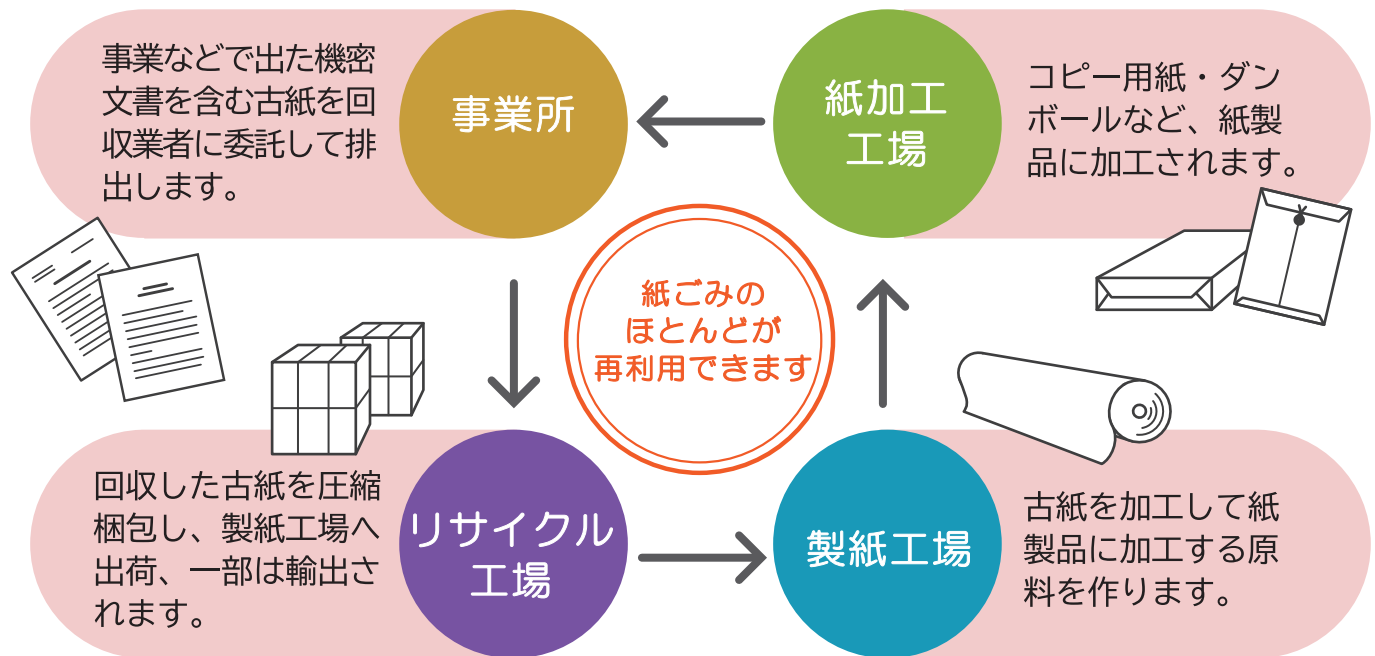 事業などで出た機密
文書を含む古紙を回
収業者に委託して排
出します。
事業所
紙加工
工場
コピー用紙・ダン
ボールなど、紙製
品に加工されます。
紙ごみの
ほとんどが
再利用できます
回収した古紙を圧縮
梱包し、製紙工場へ
出荷、一部は輸出さ
れます。
リサイクル
工場
製紙工場
古紙を加工して紙
製品に加工する原
料を作ります。